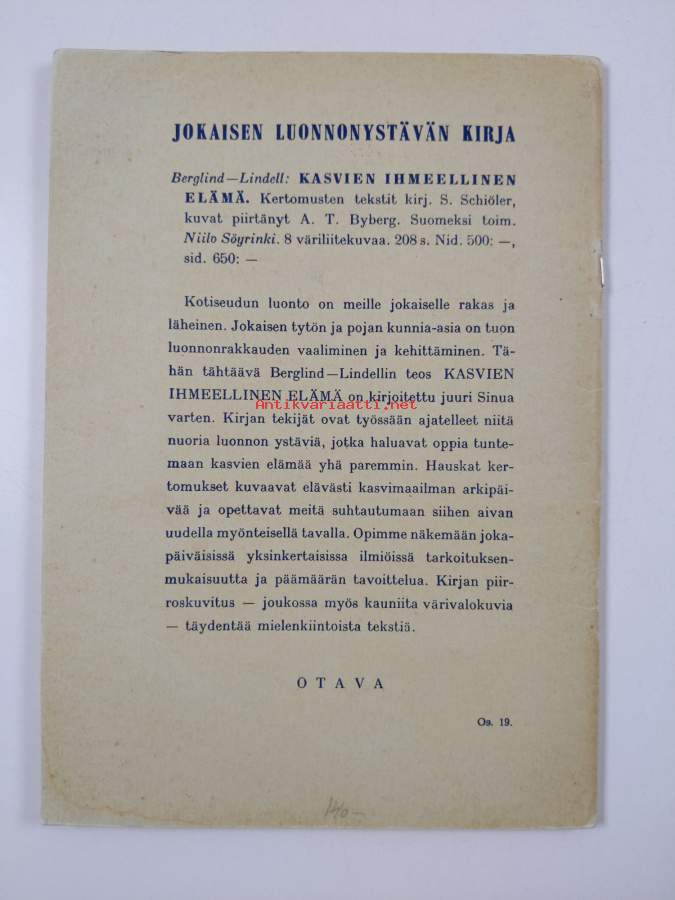 JOKAISEN LUONNONYSTÄVÄN KIRJA
Berglind—Lindell: KASVIEN IHMEELLINEN
ELÄMÄ. Kertomusten tekstit kirj. S. Schiöler,
kuvat piirtänyt A. T. Byberg. Suomeksi toim.
Niilo Söyrinki. 8 väriliitekuvaa. 208 s. Nid. 500: —,
sid. 650: —
Kotiseudun luonto on meille jokaiselle rakas ja
läheinen. Jokaisen tytön ja pojan kunnia-asia on tuon
luonnonrakkauden vaaliminen ja kehittäminen. Tä-
hän tähtäävä Berglind—Lindellin teos KASVIEN
IHMEELLINEN ELÄMÄ on kirjoitettu juuri Sinua
Antikvariaatti.net
varten. Kirjan tekijät ovat työssään ajatelleet niitä
nuoria luonnon ystäviä, jotka haluavat oppia tunte-
maan kasvien elämää yhä paremmin. Hauskat ker-
tomukset kuvaavat elävästi kasvimaailman arkipäi-
vää ja opettavat meitä suhtautumaan siihen aivan
uudella myönteisellä tavalla. Opimme näkemään joka-
päiväisissä yksinkertaisissa ilmiöissä tarkoituksen-
mukaisuutta ja päämäärän tavoittelua. Kirjan piir-
roskuvitus — joukossa myös kauniita värivalokuvia
— täydentää mielenkiintoista tekstiä.
OTAVA
Os. 19.
140-